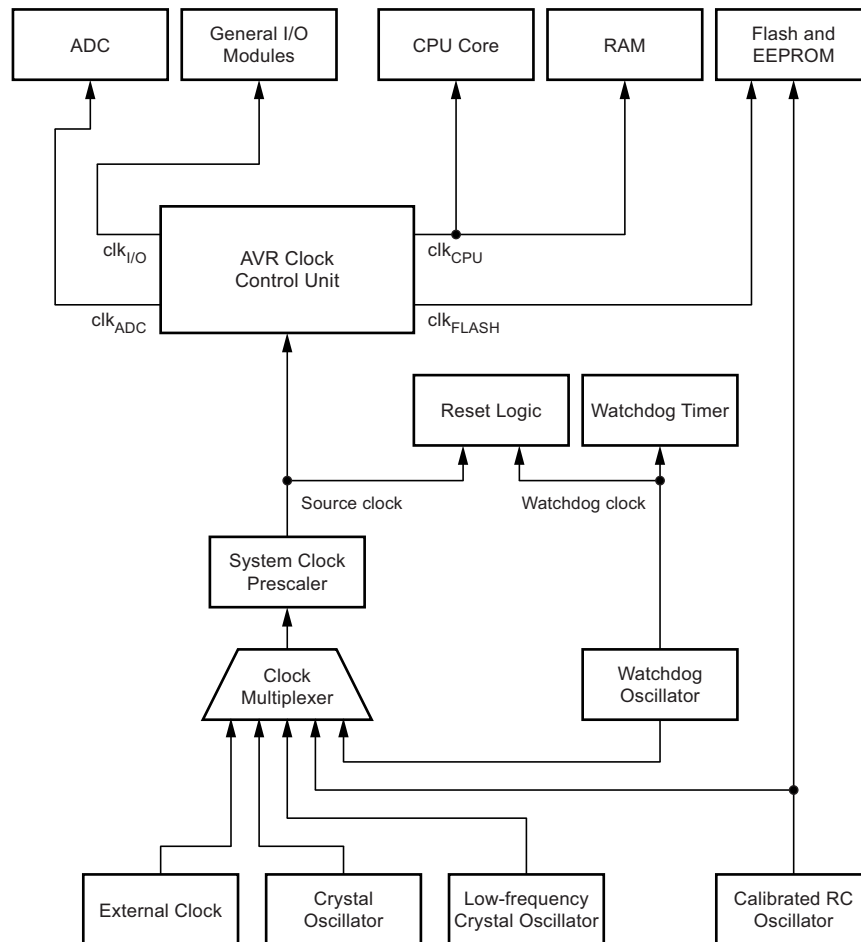 ADC
General I/O
Modules
CPU Core
RAM
Flash and
EEPROM
clkI/O
AVR Clock
Control Unit
clkCPU
clkADC
clkFLASH
Reset Logic
Watchdog Timer
Source clock
Watchdog clock
System Clock
Prescaler
Clock
Multiplexer
Watchdog
Oscillator
External Clock
Crystal
Oscillator
Low-frequency
Crystal Oscillator
Calibrated RC
Oscillator